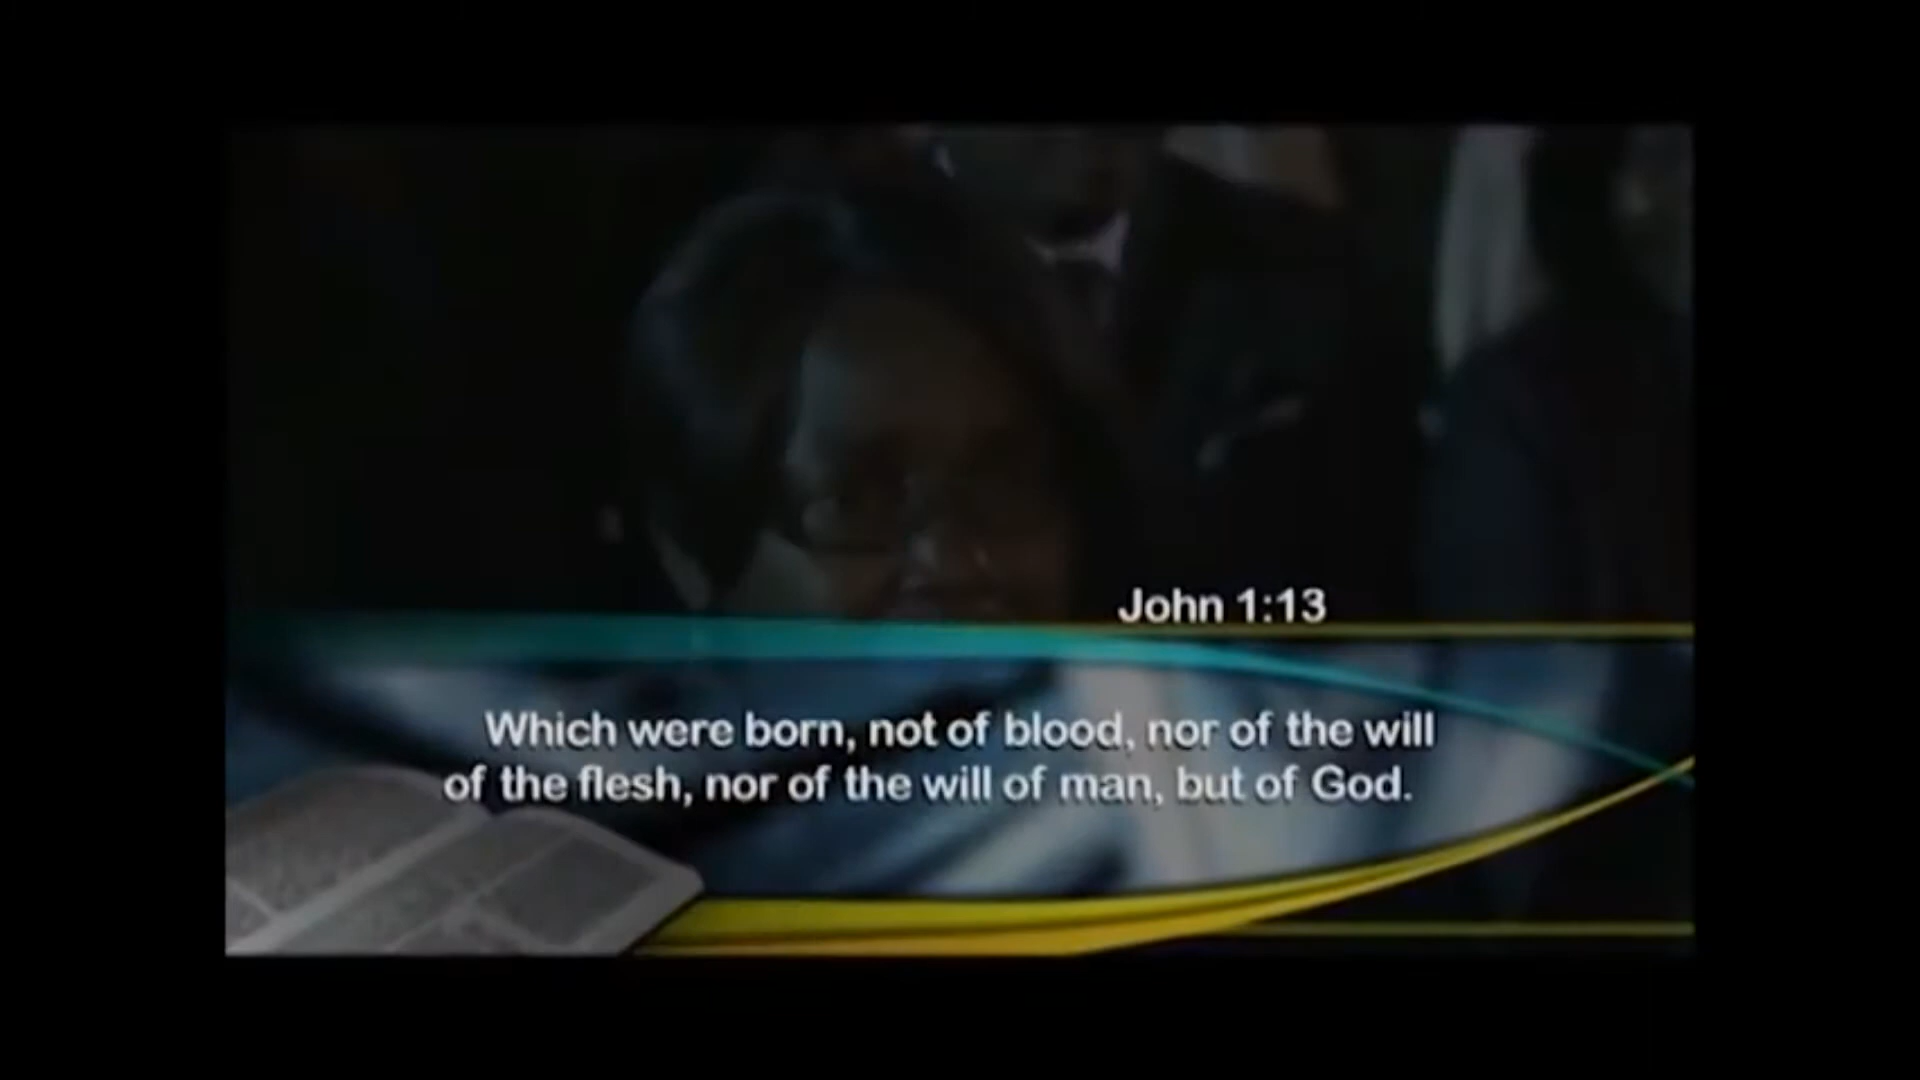 John 1:13
Which were born, not of blood, nor of the will
of the flesh, nor of the will of man, but of God.